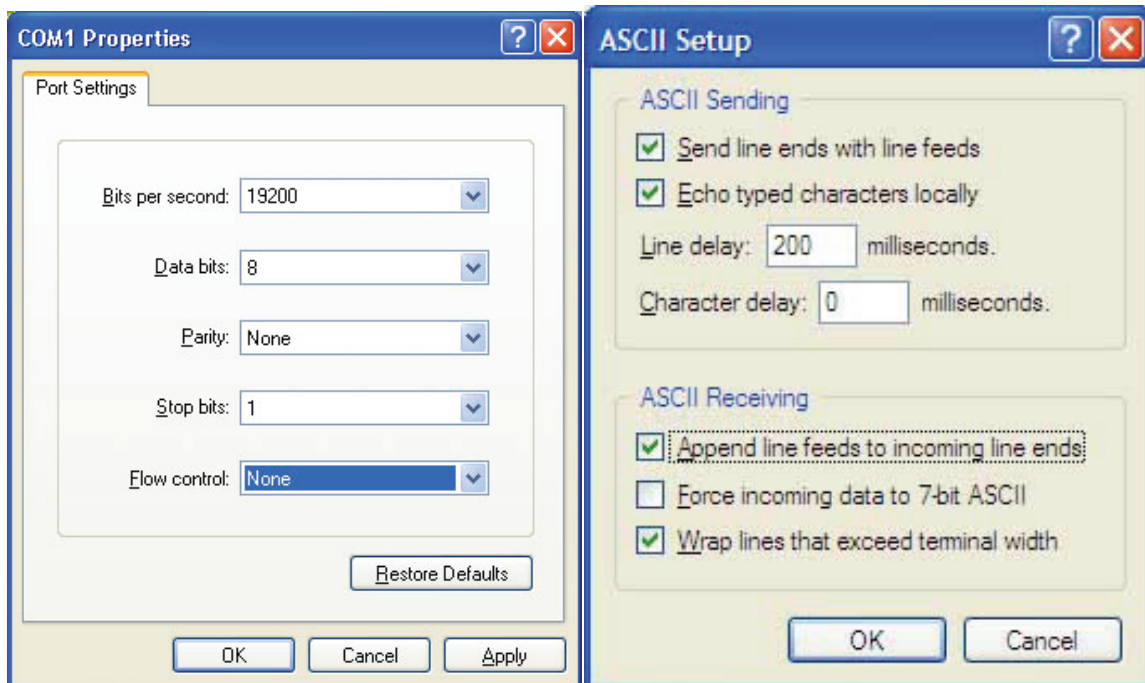 COM1 Properties
Port Settings
Bits per second: 19200
Data bits: 8
Parity: None
Stop bits: 1
Flow control: None
Restore Defaults
OK Cancel Apply
ASCII Setup
ASCII Sending
Send line ends with line feeds
Echo typed characters locally
Line delay: 200 milliseconds.
Character delay: 0 milliseconds.
ASCII Receiving
Append line feeds to incoming line ends
Force incoming data to 7-bit ASCII
Wrap lines that exceed terminal width
OK Cancel